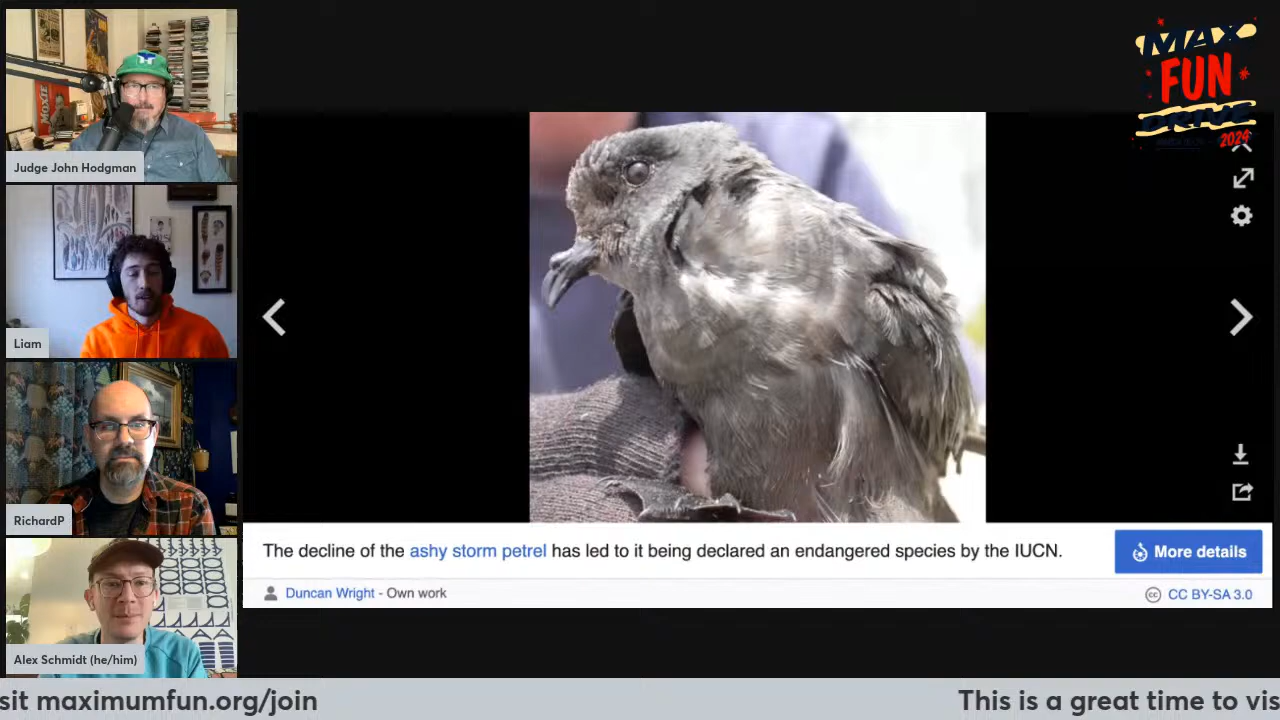 Judge John Hodgman
MOXIE
Liam
RichardP
Alex Schmidt (he/him)
MAX
FUN
DRIVE
2024
The decline of the ashy storm petrel has led to it being declared an endangered species by the IUCN.
More details
Duncan Wright - Own work
CC BY-SA 3.0
sit maximumfun.org/join
This is a great time to vis